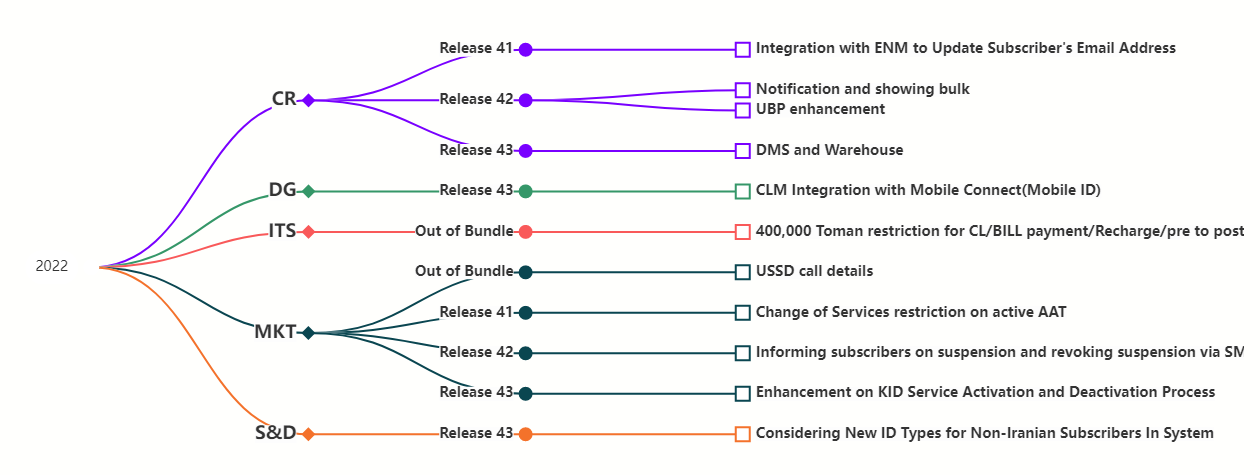 Release 41
Integration with ENM to Update Subscriber's Email Address
CR
Release 42
Notification and showing bulk
UBP enhancement
Release 43
DMS and Warehouse
DG
Release 43
CLM Integration with Mobile Connect(Mobile ID)
ITS
Out of Bundle
400,000 Toman restriction for CL/BILL payment/Recharge/pre to post
2022
Out of Bundle
USSD call details
Release 41
Change of Services restriction on active AAT
MKT
Release 42
Informing subscribers on suspension and revoking suspension via
Release 43
Enhancement on KID Service Activation and Deactivation Process
S&D
Release 43
Considering New ID Types for Non-Iranian Subscribers In System